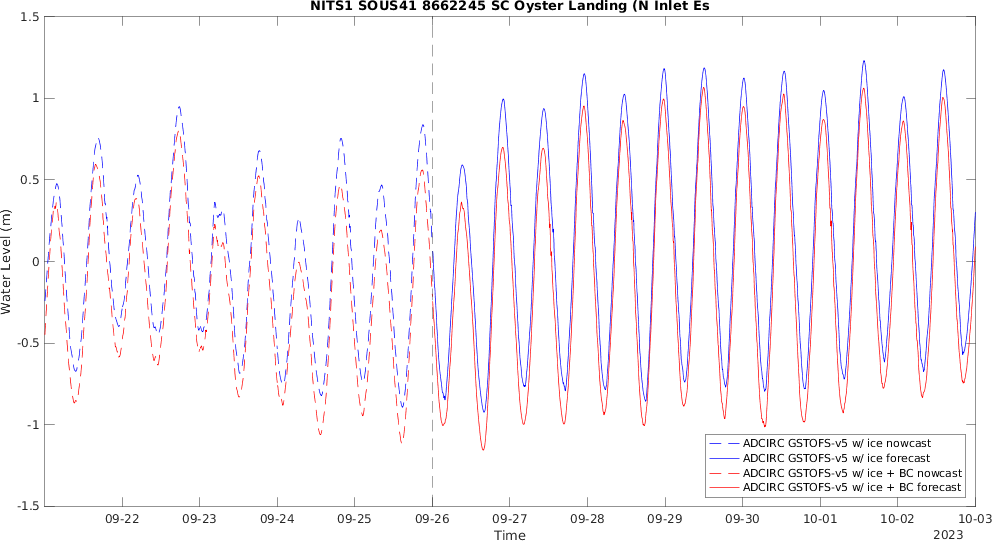 NITS1 SOUS41 8662245 SC Oyster Landing (N Inlet Es
1.5
1
0.5
0
-0.5
-1
-1.5
Water Level (m)
ADCIRC GSTOFS-v5 w/ ice nowcast
ADCIRC GSTOFS-v5 w/ ice forecast
ADCIRC GSTOFS-v5 w/ ice + BC nowcast
ADCIRC GSTOFS-v5 w/ ice + BC forecast
09-22 09-23 09-24 09-25 09-26 09-27 09-28 09-29 09-30 10-01 10-02 10-03
Time
2023